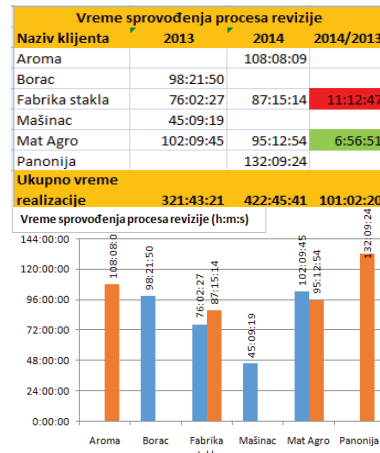 Vreme sprovođenja procesa revizije
Naziv klijenta 2013 2014 2014/2013
Aroma 108:08:09
Borac 98:21:50
Fabrika stakla 76:02:27 87:15:14 11:12:47
Mašinac 45:09:19
Mat Agro 102:09:45 95:12:54 6:56:51
Panonija 132:09:24
Ukupno vreme
realizacije 321:43:21 422:45:41 101:02:20
Vreme sprovođenja procesa revizije (h:m:s)
144:00:00
120:00:00
96:00:00
72:00:00
48:00:00
24:00:00
0:00:00
108:08:0
98:21:50
76:02:27
87:15:14
45:09:19
102:09:45
95:12:54
132:09:24
Aroma Borac Fabrika Mašinac Mat Agro Panonija